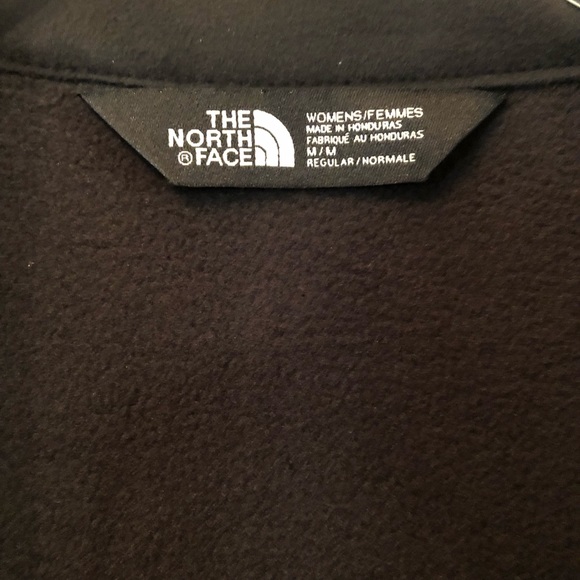 THE
NORTH
® FACE
WOMENS/FEMMES
MADE IN HONDURAS
FABRIQUÉ AU HONDURAS
M/M
REGULAR/NORMALE